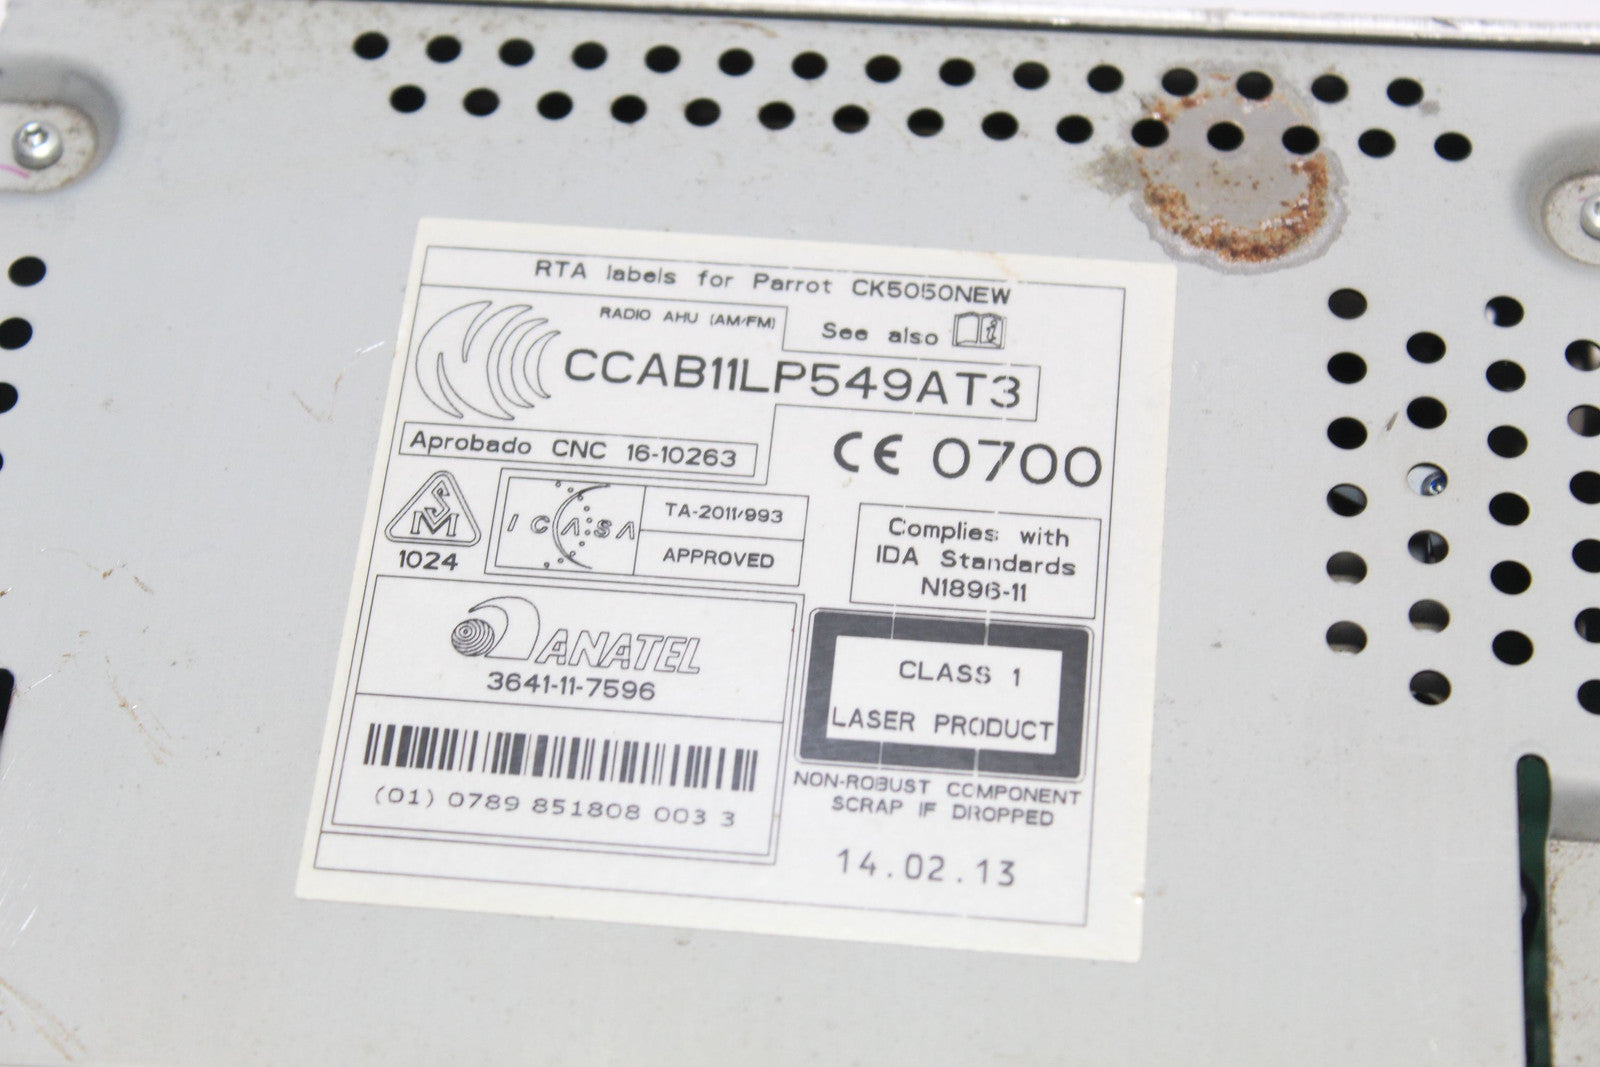 RTA labels for Parrot CK5050NEW
RADIO AHU (AM/FM)
See also
CCAB11LP549AT3
Aprobado CNC 16-10263
CE 0700
SM
1024
ICASA
TA-2011/993
APPROVED
Complies with
IDA Standards
N1896-11
ANATEL
3641-11-7596
CLASS 1
LASER PRODUCT
(01) 0789 851808 003 3
NON-ROBUST COMPONENT
SCRAP IF DROPPED
14.02.13